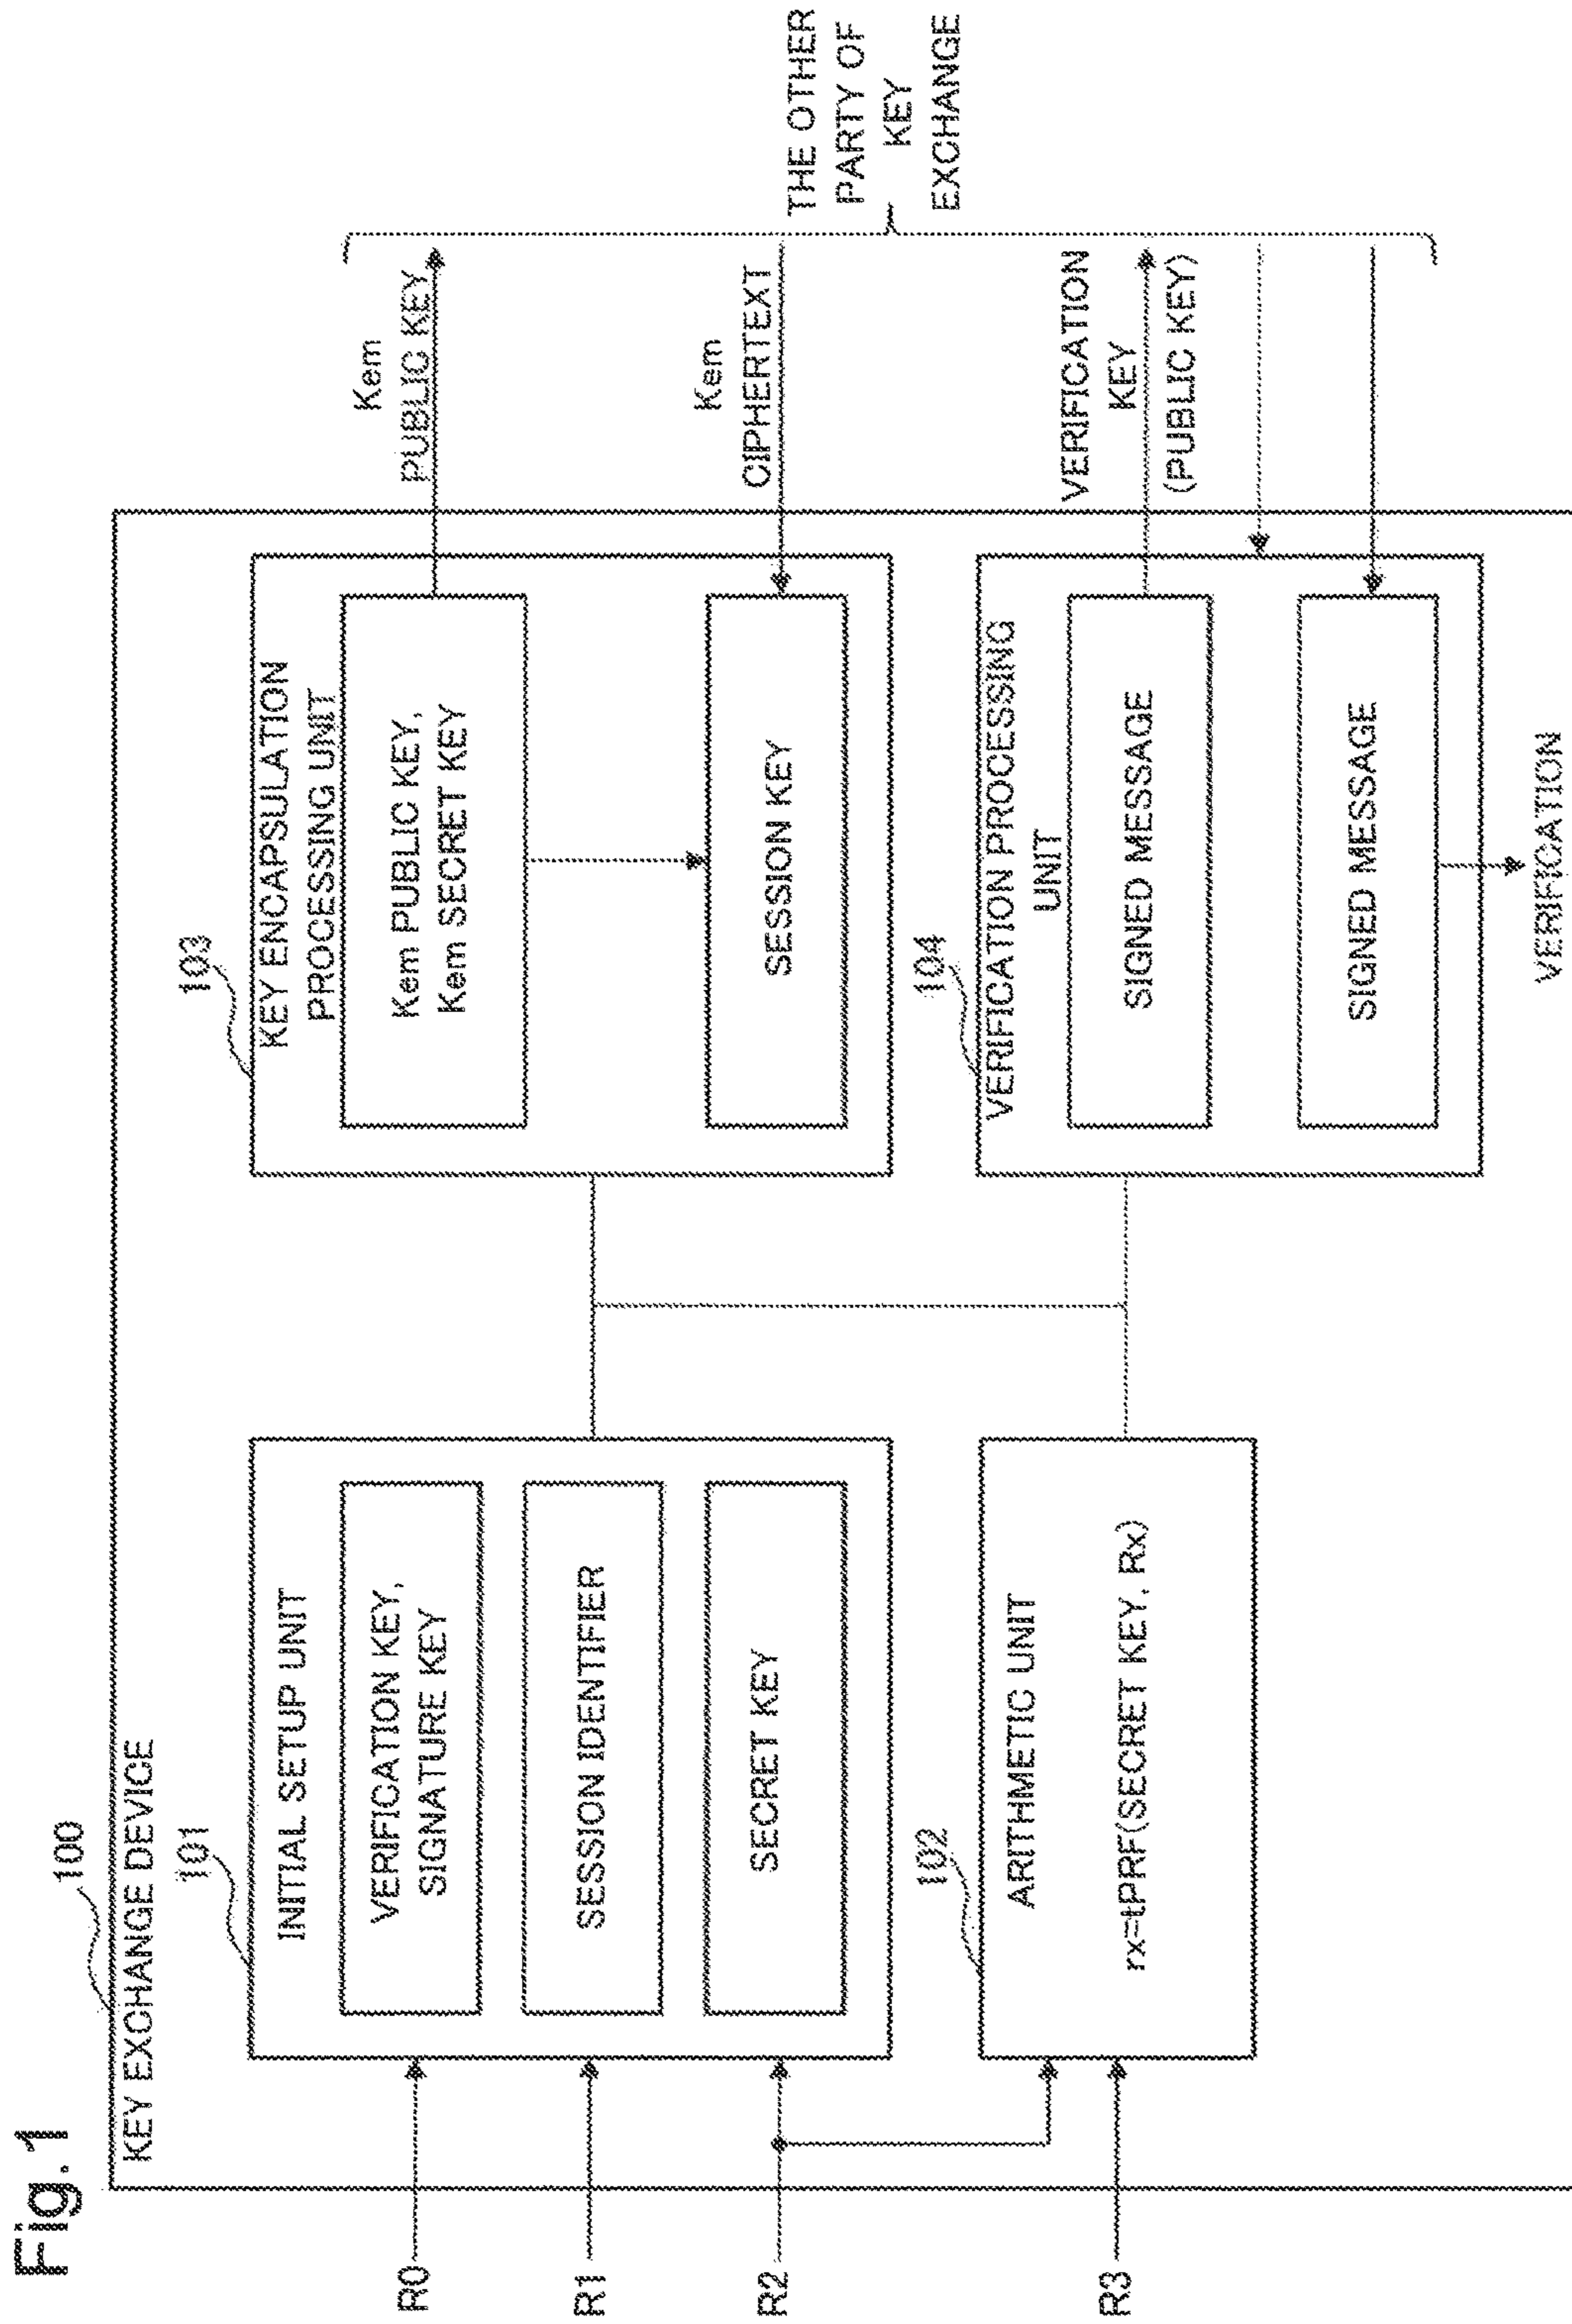 Fig. 1
100
KEY EXCHANGE DEVICE
101
INITIAL SETUP UNIT
VERIFICATION KEY,
SIGNATURE KEY
SESSION IDENTIFIER
SECRET KEY
R0
R1
R2
R3
102
ARITHMETIC UNIT
rx=tPRF(SECRET KEY, Rx)
103
KEY ENCAPSULATION
PROCESSING UNIT
Kem PUBLIC KEY,
Kem SECRET KEY
SESSION KEY
104
VERIFICATION PROCESSING
UNIT
SIGNED MESSAGE
SIGNED MESSAGE
VERIFICATION
Kem
PUBLIC KEY
Kem
CIPHERTEXT
VERIFICATION
KEY
(PUBLIC KEY)
THE OTHER
PARTY OF
KEY
EXCHANGE